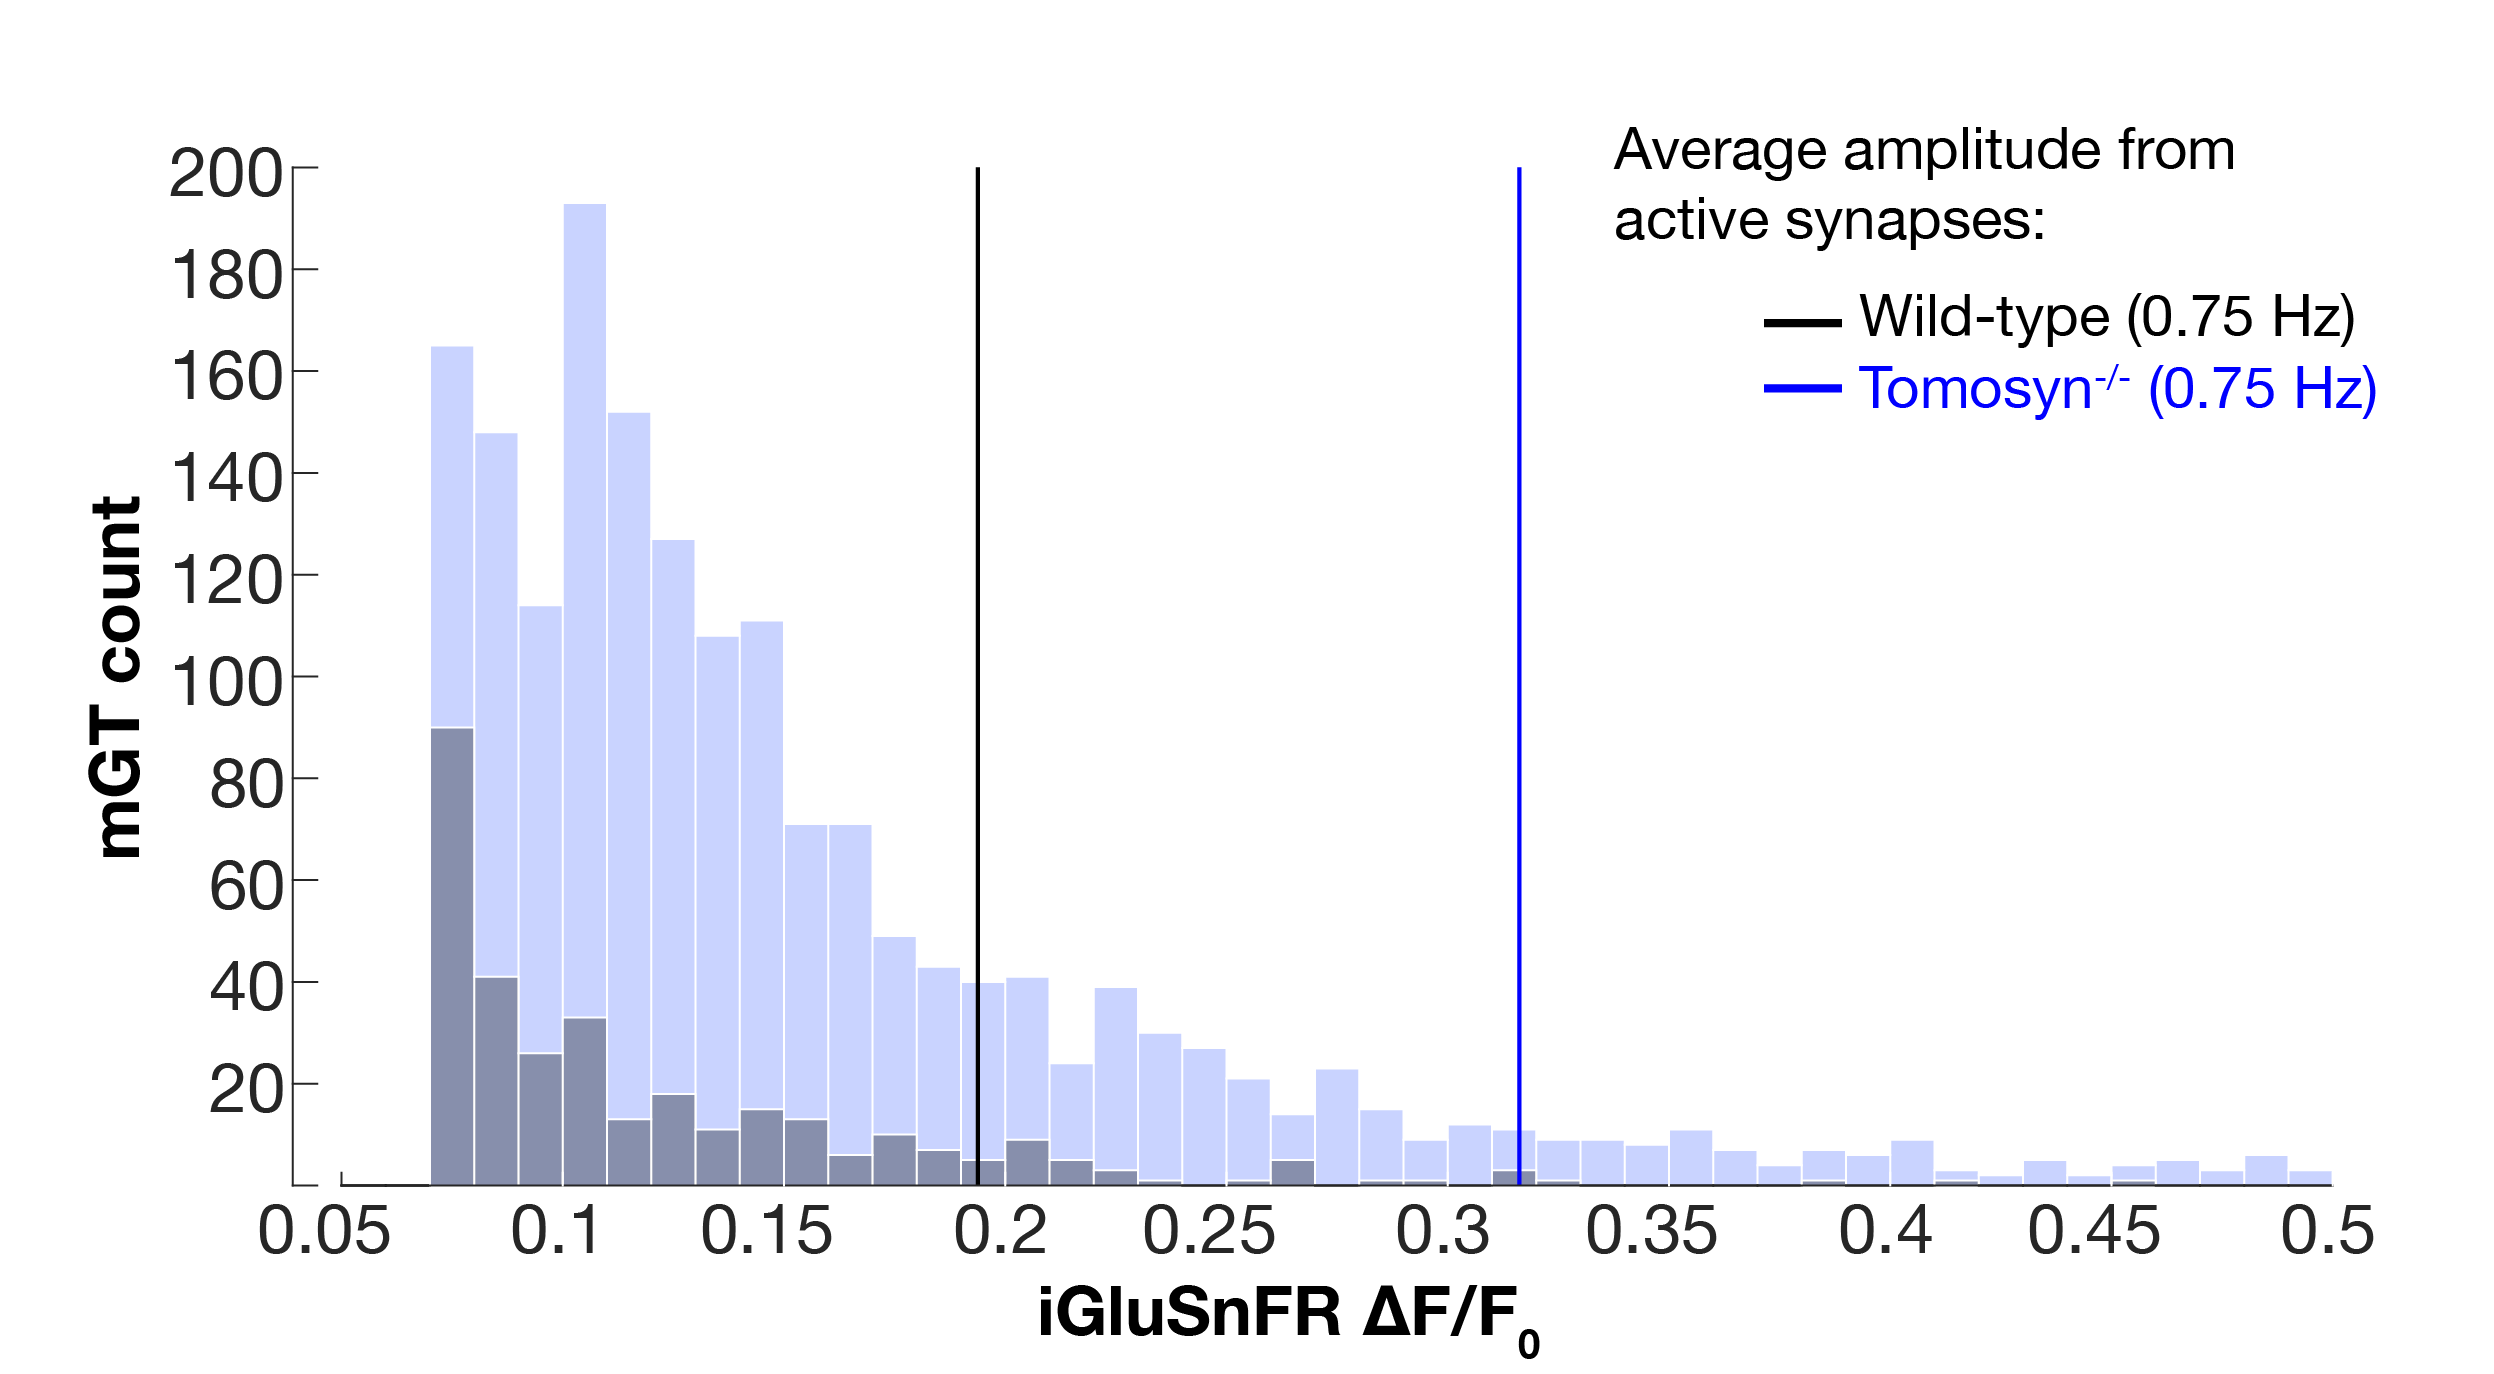 Average amplitude from
active synapses:
Wild-type (0.75 Hz)
Tomosyn-/- (0.75 Hz)
mGT count
200
180
160
140
120
100
80
60
40
20
0.05 0.1 0.15 0.2 0.25 0.3 0.35 0.4 0.45 0.5
iGluSnFR ΔF/F0